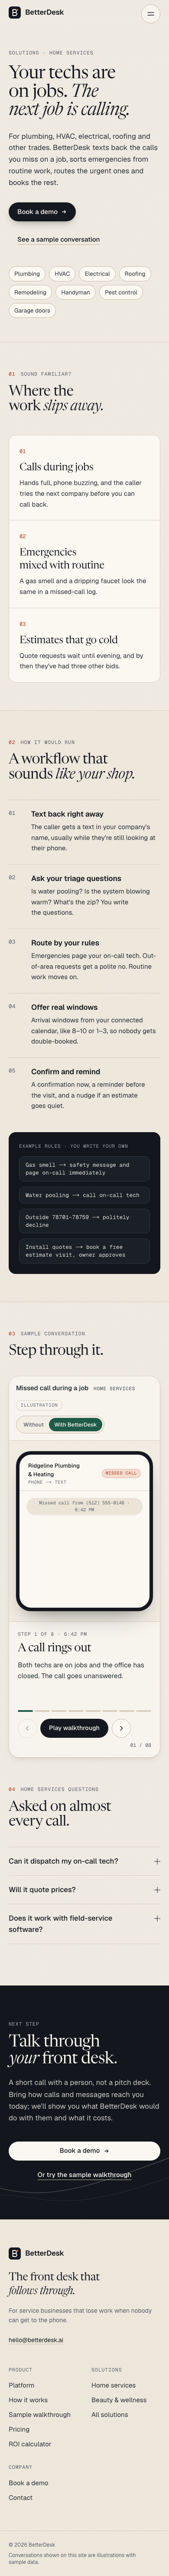 BetterDesk
SOLUTIONS · HOME SERVICES
Your techs are
on jobs. The
next job is calling.
For plumbing, HVAC, electrical, roofing and
other trades. BetterDesk texts back the calls
you miss on a job, sorts emergencies from
routine work, routes the urgent ones and
books the rest.
Book a demo →
See a sample conversation
Plumbing
HVAC
Electrical
Roofing
Remodeling
Handyman
Pest control
Garage doors
01 SOUND FAMILIAR?
Where the
work slips away.
01
Calls during jobs
Hands full, phone buzzing, and the caller
tries the next company before you can
call back.
02
Emergencies
mixed with routine
A gas smell and a dripping faucet look the
same in a missed-call log.
03
Estimates that go cold
Quote requests wait until evening, and by
then they've had three other bids.
02 HOW IT WOULD RUN
A workflow that
sounds like your shop.
01
Text back right away
The caller gets a text in your company's
name, usually while they're still looking at
their phone.
02
Ask your triage questions
Is water pooling? Is the system blowing
warm? What's the zip? You write
the questions.
03
Route by your rules
Emergencies page your on-call tech. Out-
of-area requests get a polite no. Routine
work moves on.
04
Offer real windows
Arrival windows from your connected
calendar, like 8–10 or 1–3, so nobody gets
double-booked.
05
Confirm and remind
A confirmation now, a reminder before
the visit, and a nudge if an estimate
goes quiet.
EXAMPLE RULES · YOU WRITE YOUR OWN
Gas smell → safety message and
page on-call immediately
Water pooling → call on-call tech
Outside 78701–78759 → politely
decline
Install quotes → book a free
estimate visit, owner approves
03 SAMPLE CONVERSATION
Step through it.
Missed call during a job HOME SERVICES
ILLUSTRATION
Without
With BetterDesk
Ridgeline Plumbing
& Heating
PHONE → TEXT
MISSED CALL
Missed call from (512) 555-0148 ·
6:42 PM
STEP 1 OF 8 · 6:42 PM
A call rings out
Both techs are on jobs and the office has
closed. The call goes unanswered.
Play walkthrough
01 / 08
04 HOME SERVICES QUESTIONS
Asked on almost
every call.
Can it dispatch my on-call tech?
Will it quote prices?
Does it work with field-service
software?
NEXT STEP
Talk through
your front desk.
A short call with a person, not a pitch deck.
Bring how calls and messages reach you
today; we'll show you what BetterDesk would
do with them and what it costs.
Book a demo →
Or try the sample walkthrough
BetterDesk
The front desk that
follows through.
For service businesses that lose work when nobody
can get to the phone.
hello@betterdesk.ai
PRODUCT
Platform
How it works
Sample walkthrough
Pricing
ROI calculator
SOLUTIONS
Home services
Beauty & wellness
All solutions
COMPANY
Book a demo
Contact
© 2026 BetterDesk
Conversations shown on this site are illustrations with
sample data.